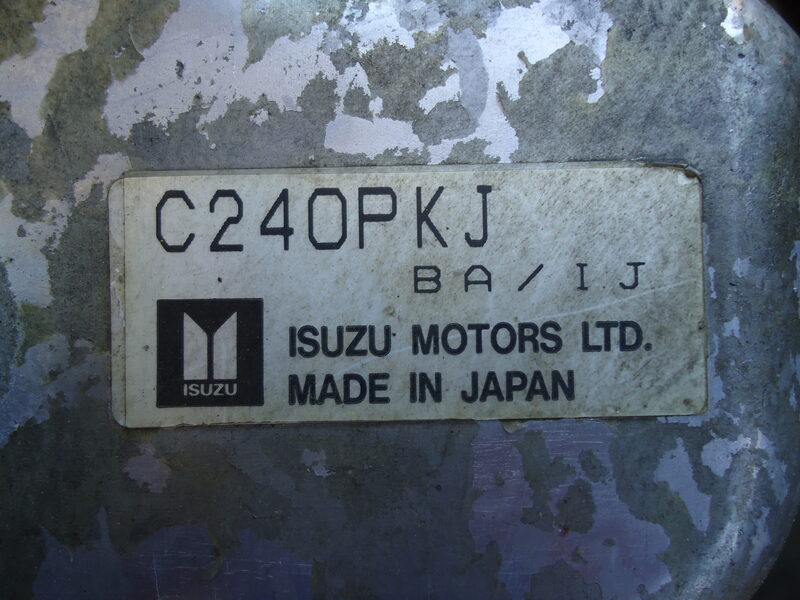 C240PKJ
BA/IJ
ISUZU
ISUZU MOTORS LTD.
MADE IN JAPAN